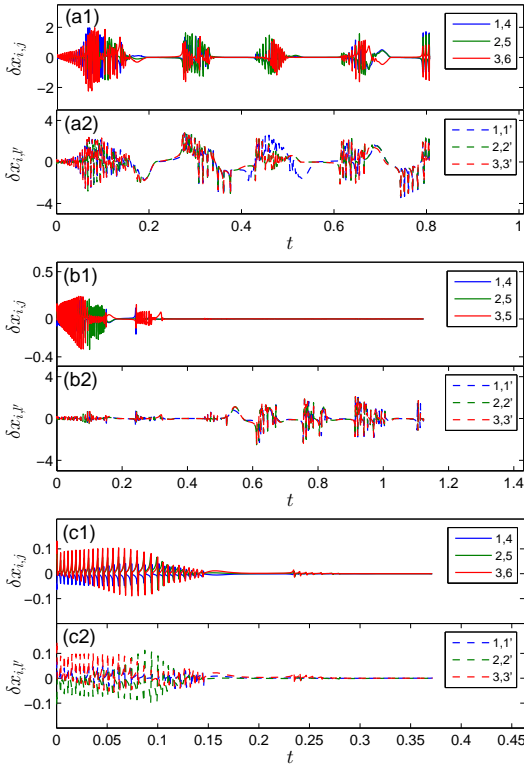 (a1)
δx_{i,j}
2
0
−2
1,4
2,5
3,6
(a2)
δx_{i,i'}
4
0
−4
1,1'
2,2'
3,3'
0 0.2 0.4 0.6 0.8 1
t
(b1)
δx_{i,j}
0.5
0
−0.4
1,4
2,5
3,5
(b2)
δx_{i,i'}
4
0
−4
1,1'
2,2'
3,3'
0 0.2 0.4 0.6 0.8 1 1.2 1.4
t
(c1)
δx_{i,j}
0.1
0
−0.1
1,4
2,5
3,6
(c2)
δx_{i,i'}
0.1
0
−0.1
1,1'
2,2'
3,3'
0 0.05 0.1 0.15 0.2 0.25 0.3 0.35 0.4 0.45
t